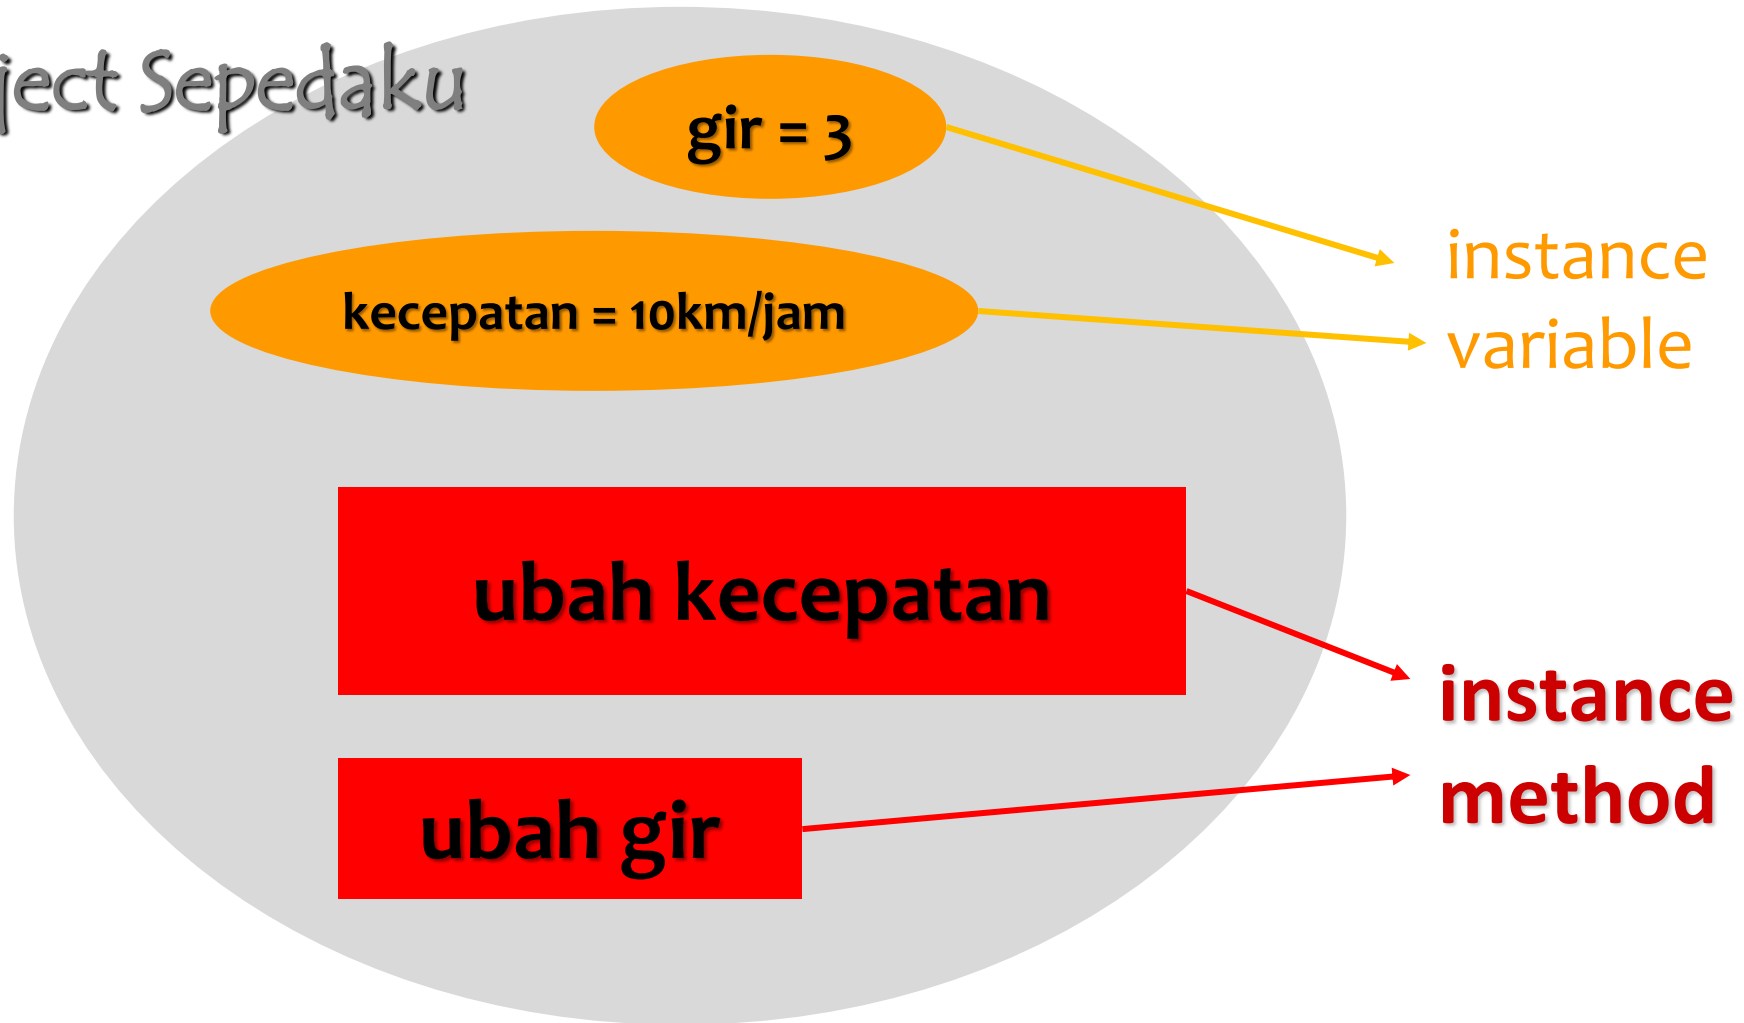 ject Sepedaku
gir = 3
kecepatan = 10km/jam
instance
variable
ubah kecepatan
ubah gir
instance
method